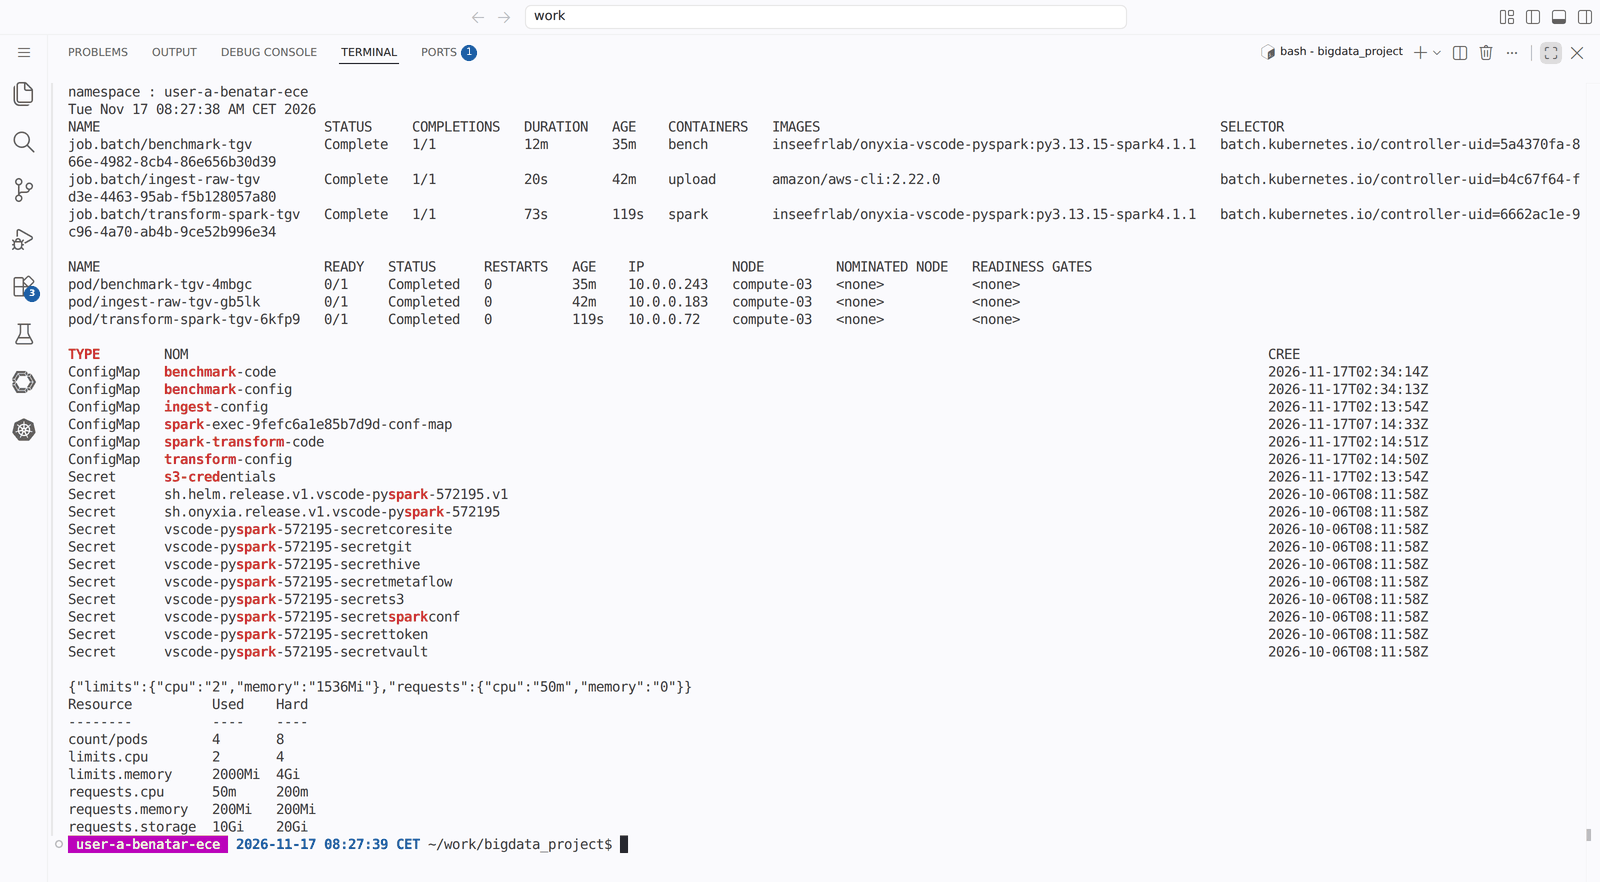 work
PROBLEMS OUTPUT DEBUG CONSOLE TERMINAL PORTS 1 bash - bigdata_project
namespace : user-a-benatar-ece
Tue Nov 17 08:27:38 AM CET 2026
NAME STATUS COMPLETIONS DURATION AGE CONTAINERS IMAGES SELECTOR
job.batch/benchmark-tgv Complete 1/1 12m 35m bench inseefrlab/onyxia-vscode-pyspark:py3.13.15-spark4.1.1 batch.kubernetes.io/controller-uid=5a4370fa-8
66e-4982-8cb4-86e656b30d39
job.batch/ingest-raw-tgv Complete 1/1 20s 42m upload amazon/aws-cli:2.22.0 batch.kubernetes.io/controller-uid=b4c67f64-f
d3e-4463-95ab-f5b128057a80
job.batch/transform-spark-tgv Complete 1/1 73s 119s spark inseefrlab/onyxia-vscode-pyspark:py3.13.15-spark4.1.1 batch.kubernetes.io/controller-uid=6662ac1e-9
c96-4a70-ab4b-9ce52b996e34
NAME READY STATUS RESTARTS AGE IP NODE NOMINATED NODE READINESS GATES
pod/benchmark-tgv-4mbgc 0/1 Completed 0 35m 10.0.0.243 compute-03 <none> <none>
pod/ingest-raw-tgv-gb5lk 0/1 Completed 0 42m 10.0.0.183 compute-03 <none> <none>
pod/transform-spark-tgv-6kfp9 0/1 Completed 0 119s 10.0.0.72 compute-03 <none> <none>
TYPE NOM CREE
ConfigMap benchmark-code 2026-11-17T02:34:14Z
ConfigMap benchmark-config 2026-11-17T02:34:13Z
ConfigMap ingest-config 2026-11-17T02:13:54Z
ConfigMap spark-exec-9fefc6a1e85b7d9d-conf-map 2026-11-17T07:14:33Z
ConfigMap spark-transform-code 2026-11-17T02:14:51Z
ConfigMap transform-config 2026-11-17T02:14:50Z
Secret s3-credentials 2026-11-17T02:13:54Z
Secret sh.helm.release.v1.vscode-pyspark-572195.v1 2026-10-06T08:11:58Z
Secret sh.onyxia.release.v1.vscode-pyspark-572195 2026-10-06T08:11:58Z
Secret vscode-pyspark-572195-secretcoresite 2026-10-06T08:11:58Z
Secret vscode-pyspark-572195-secretgit 2026-10-06T08:11:58Z
Secret vscode-pyspark-572195-secrethive 2026-10-06T08:11:58Z
Secret vscode-pyspark-572195-secretmetaflow 2026-10-06T08:11:58Z
Secret vscode-pyspark-572195-secrets3 2026-10-06T08:11:58Z
Secret vscode-pyspark-572195-secretsparkconf 2026-10-06T08:11:58Z
Secret vscode-pyspark-572195-secrettoken 2026-10-06T08:11:58Z
Secret vscode-pyspark-572195-secretvault 2026-10-06T08:11:58Z
{"limits":{"cpu":"2","memory":"1536Mi"},"requests":{"cpu":"50m","memory":"0"}}
Resource Used Hard
-------- ---- ----
count/pods 4 8
limits.cpu 2 4
limits.memory 2000Mi 4Gi
requests.cpu 50m 200m
requests.memory 200Mi 200Mi
requests.storage 10Gi 20Gi
user-a-benatar-ece 2026-11-17 08:27:39 CET ~/work/bigdata_project$
3